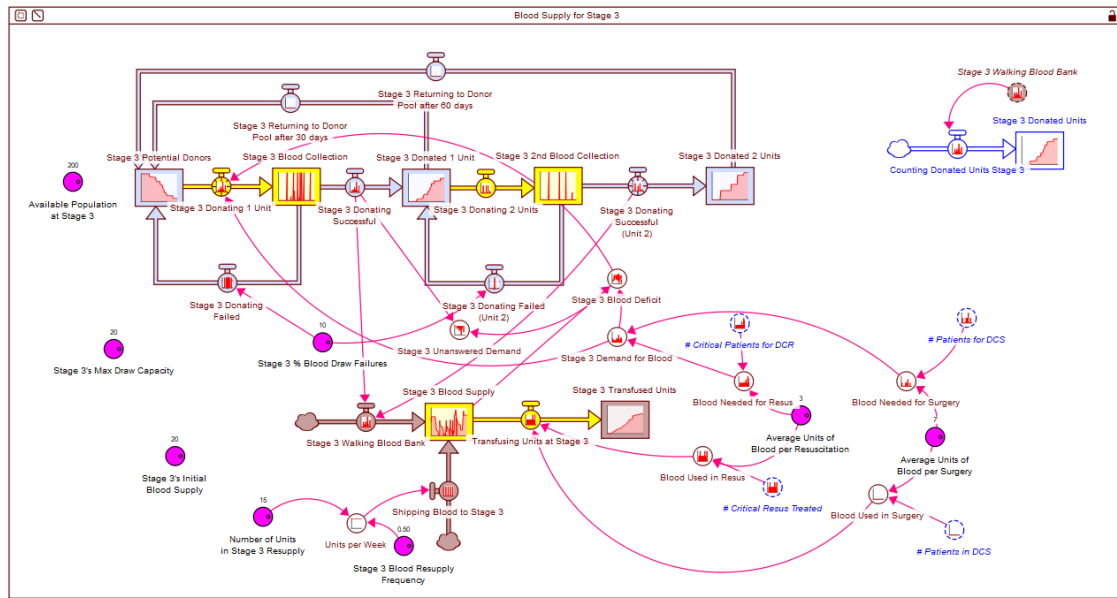 Blood Supply for Stage 3
Stage 3 Walking Blood Bank
Stage 3 Returning to Donor
Pool after 60 days
Stage 3 Returning to Donor
Pool after 30 days
Stage 3 Donated Units
Counting Donated Units Stage 3
Stage 3 Potential Donors
Stage 3 Blood Collection
Stage 3 Donated 1 Unit
Stage 3 2nd Blood Collection
Stage 3 Donated 2 Units
200
Available Population
at Stage 3
Stage 3 Donating 1 Unit
Stage 3 Donating
Successful
Stage 3 Donating 2 Units
Stage 3 Donating
Successful
(Unit 2)
Stage 3 Donating
Failed
Stage 3 Donating Failed
(Unit 2)
Stage 3 Blood Deficit
10
Stage 3 % Blood Draw Failures
Stage 3 Unanswered Demand
Stage 3 Demand for Blood
# Critical Patients for DCR
# Patients for DCS
20
Stage 3's Max Draw Capacity
Stage 3 Blood Supply
Stage 3 Transfused Units
Blood Needed for Resus
Blood Needed for Surgery
3
Average Units of
Blood per Resuscitation
7
Average Units of
Blood per Surgery
Stage 3 Walking Blood Bank
Transfusing Units at Stage 3
20
Stage 3's Initial
Blood Supply
Blood Used in Resus
# Critical Resus Treated
Blood Used in Surgery
# Patients in DCS
15
Number of Units
in Stage 3 Resupply
Units per Week
Shipping Blood to Stage 3
0.50
Stage 3 Blood Resupply
Frequency